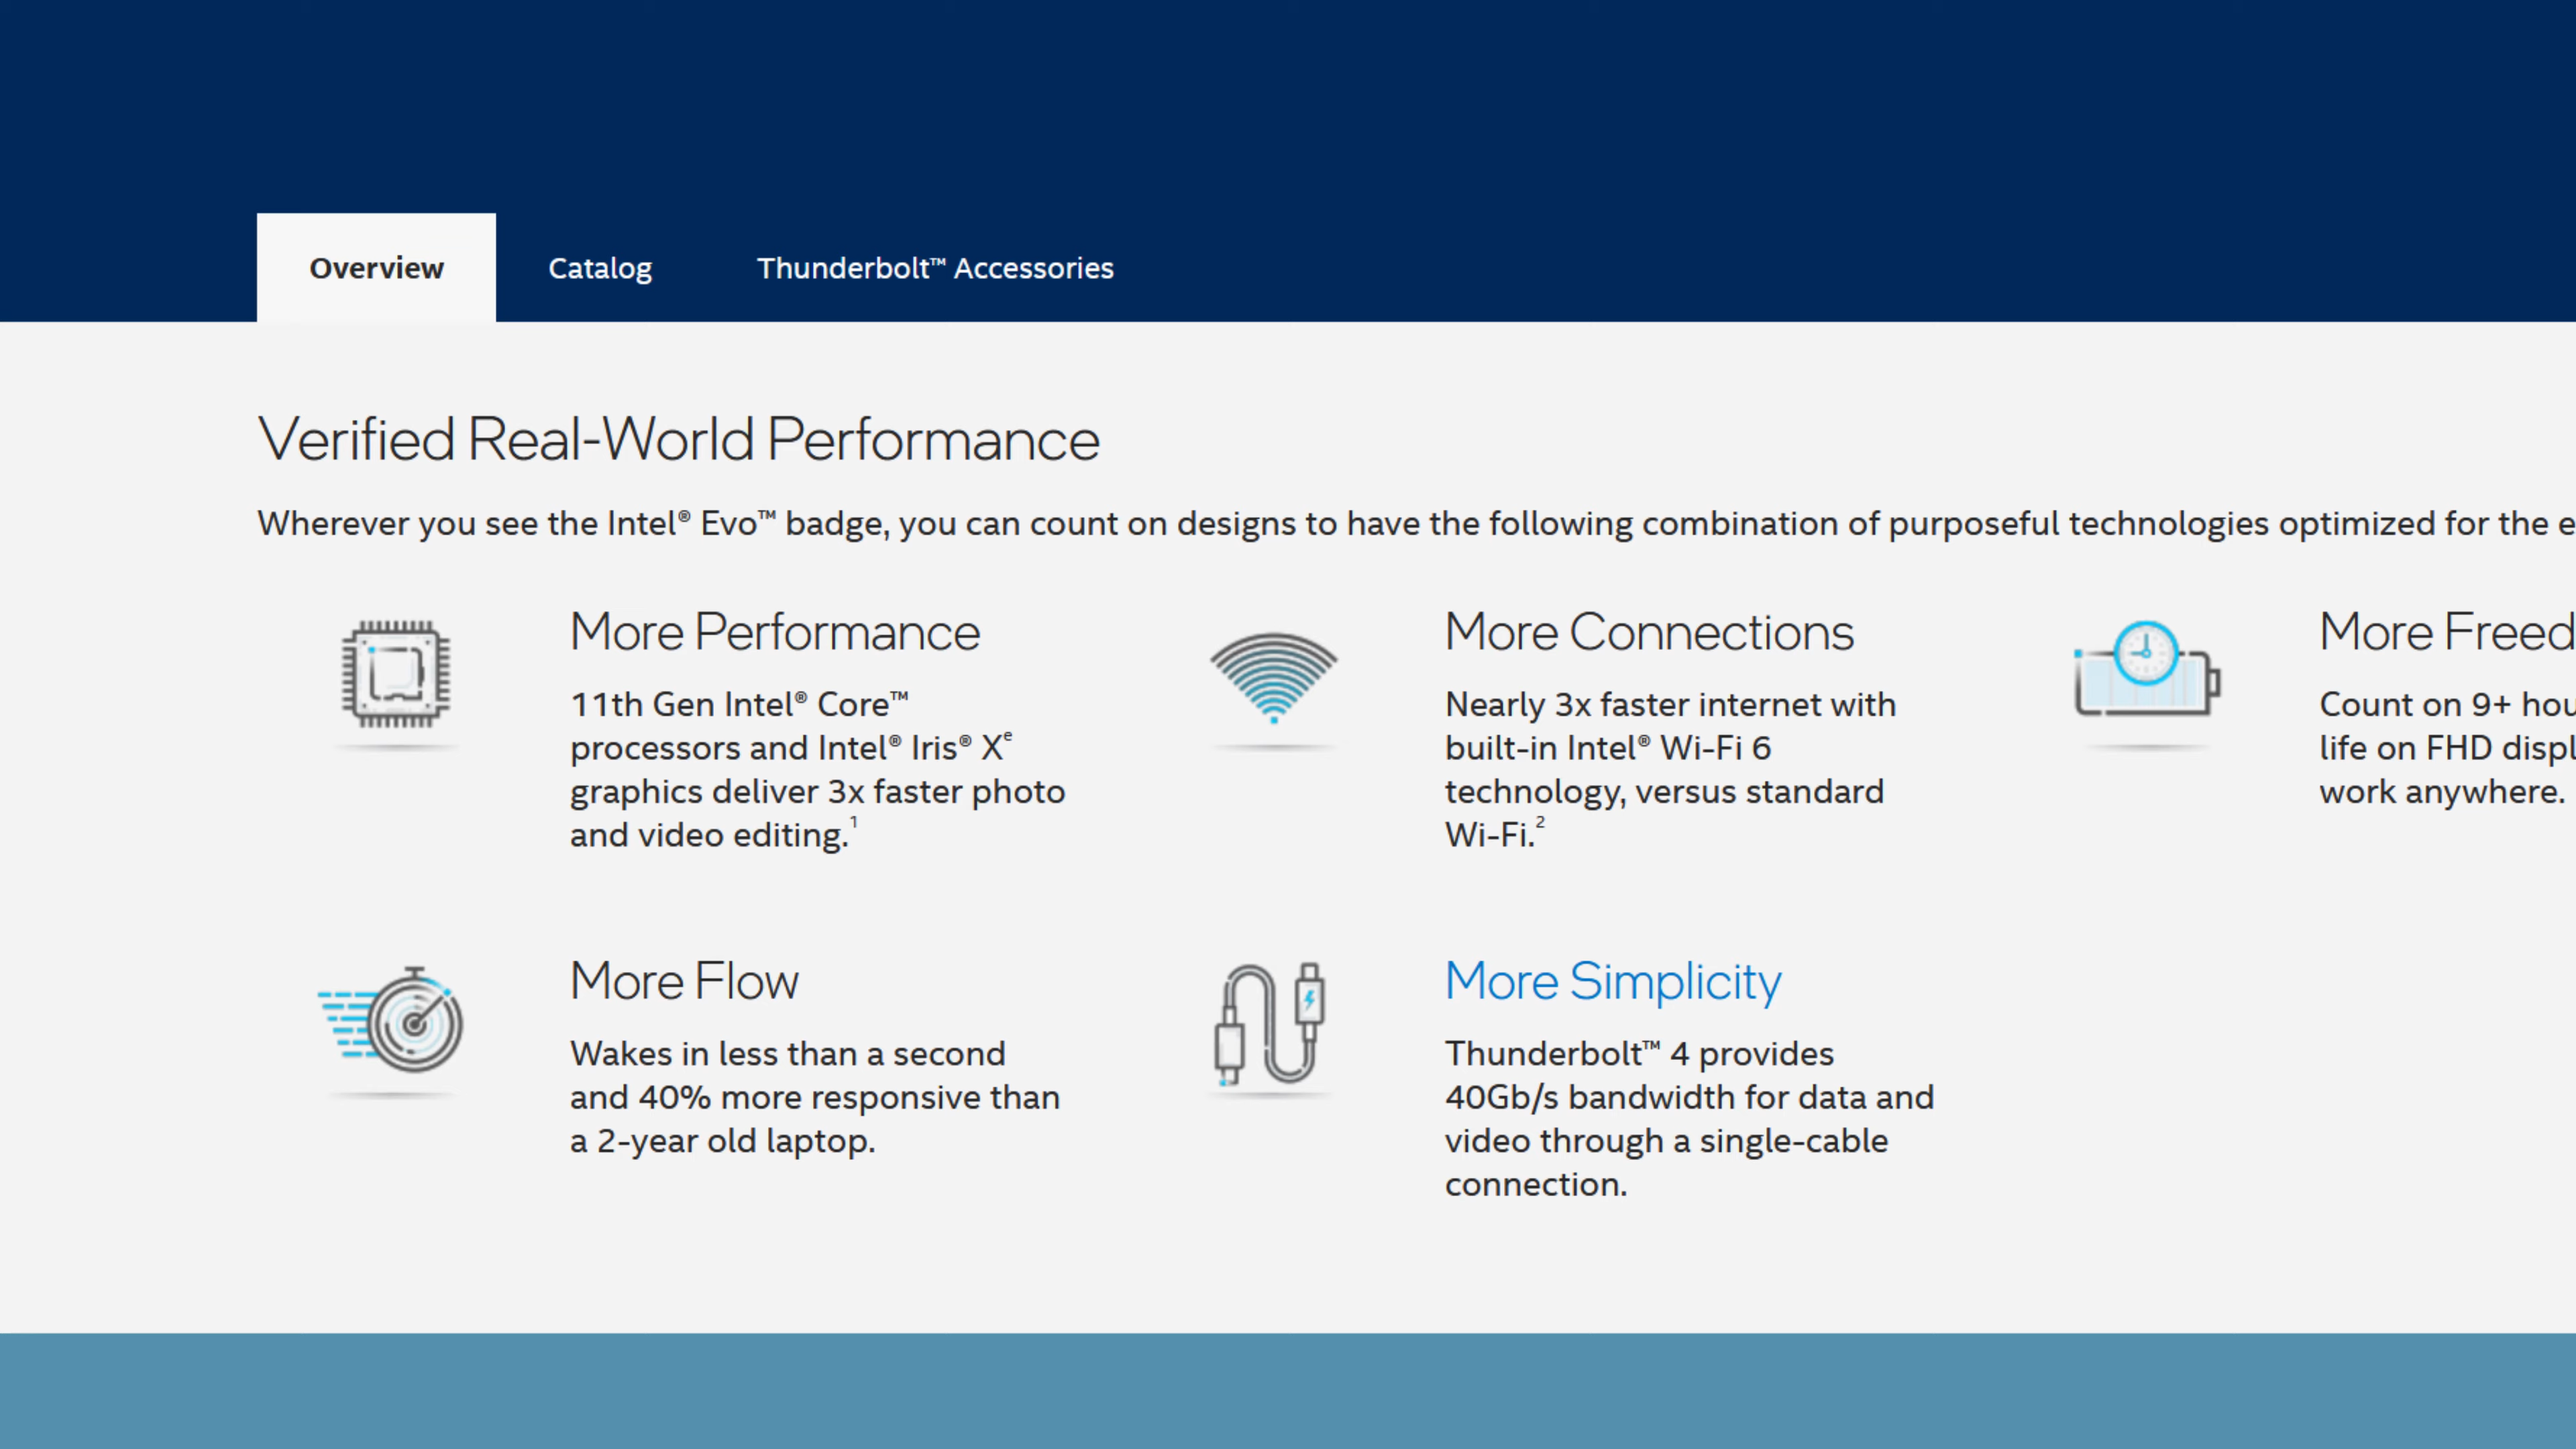 Overview Catalog Thunderbolt™ Accessories
Verified Real-World Performance
Wherever you see the Intel® Evo™ badge, you can count on designs to have the following combination of purposeful technologies optimized for the
More Performance
11th Gen Intel® Core™
processors and Intel® Iris® Xe
graphics deliver 3x faster photo
and video editing.1
More Connections
Nearly 3x faster internet with
built-in Intel® Wi-Fi 6
technology, versus standard
Wi-Fi.2
More Freed
Count on 9+ hou
life on FHD displ
work anywhere.
More Flow
Wakes in less than a second
and 40% more responsive than
a 2-year old laptop.
More Simplicity
Thunderbolt™ 4 provides
40Gb/s bandwidth for data and
video through a single-cable
connection.